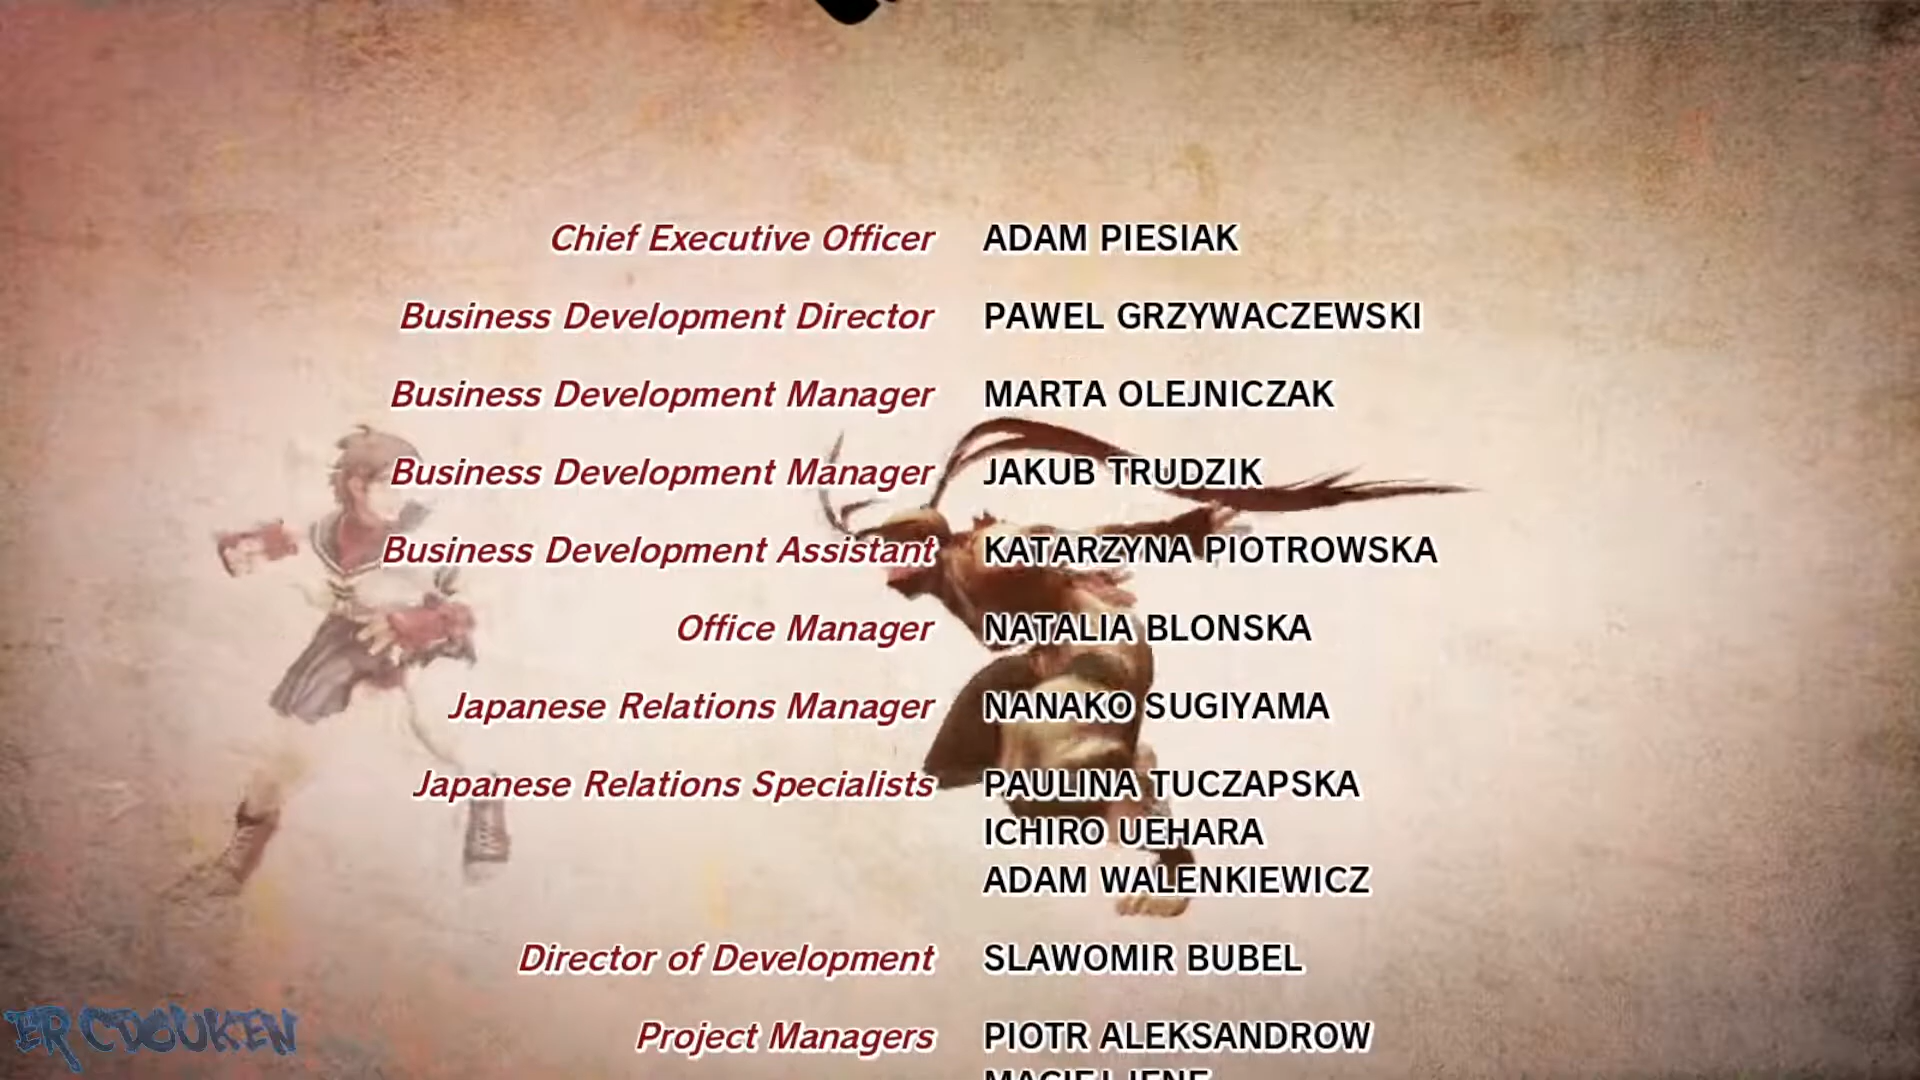 Chief Executive Officer ADAM PIESIAK
Business Development Director PAWEL GRZYWACZEWSKI
Business Development Manager MARTA OLEJNICZAK
Business Development Manager JAKUB TRUDZIK
Business Development Assistant KATARZYNA PIOTROWSKA
Office Manager NATALIA BLONSKA
Japanese Relations Manager NANAKO SUGIYAMA
Japanese Relations Specialists PAULINA TUCZAPSKA
ICHIRO UEHARA
ADAM WALENKIEWICZ
Director of Development SLAWOMIR BUBEL
Project Managers PIOTR ALEKSANDROW